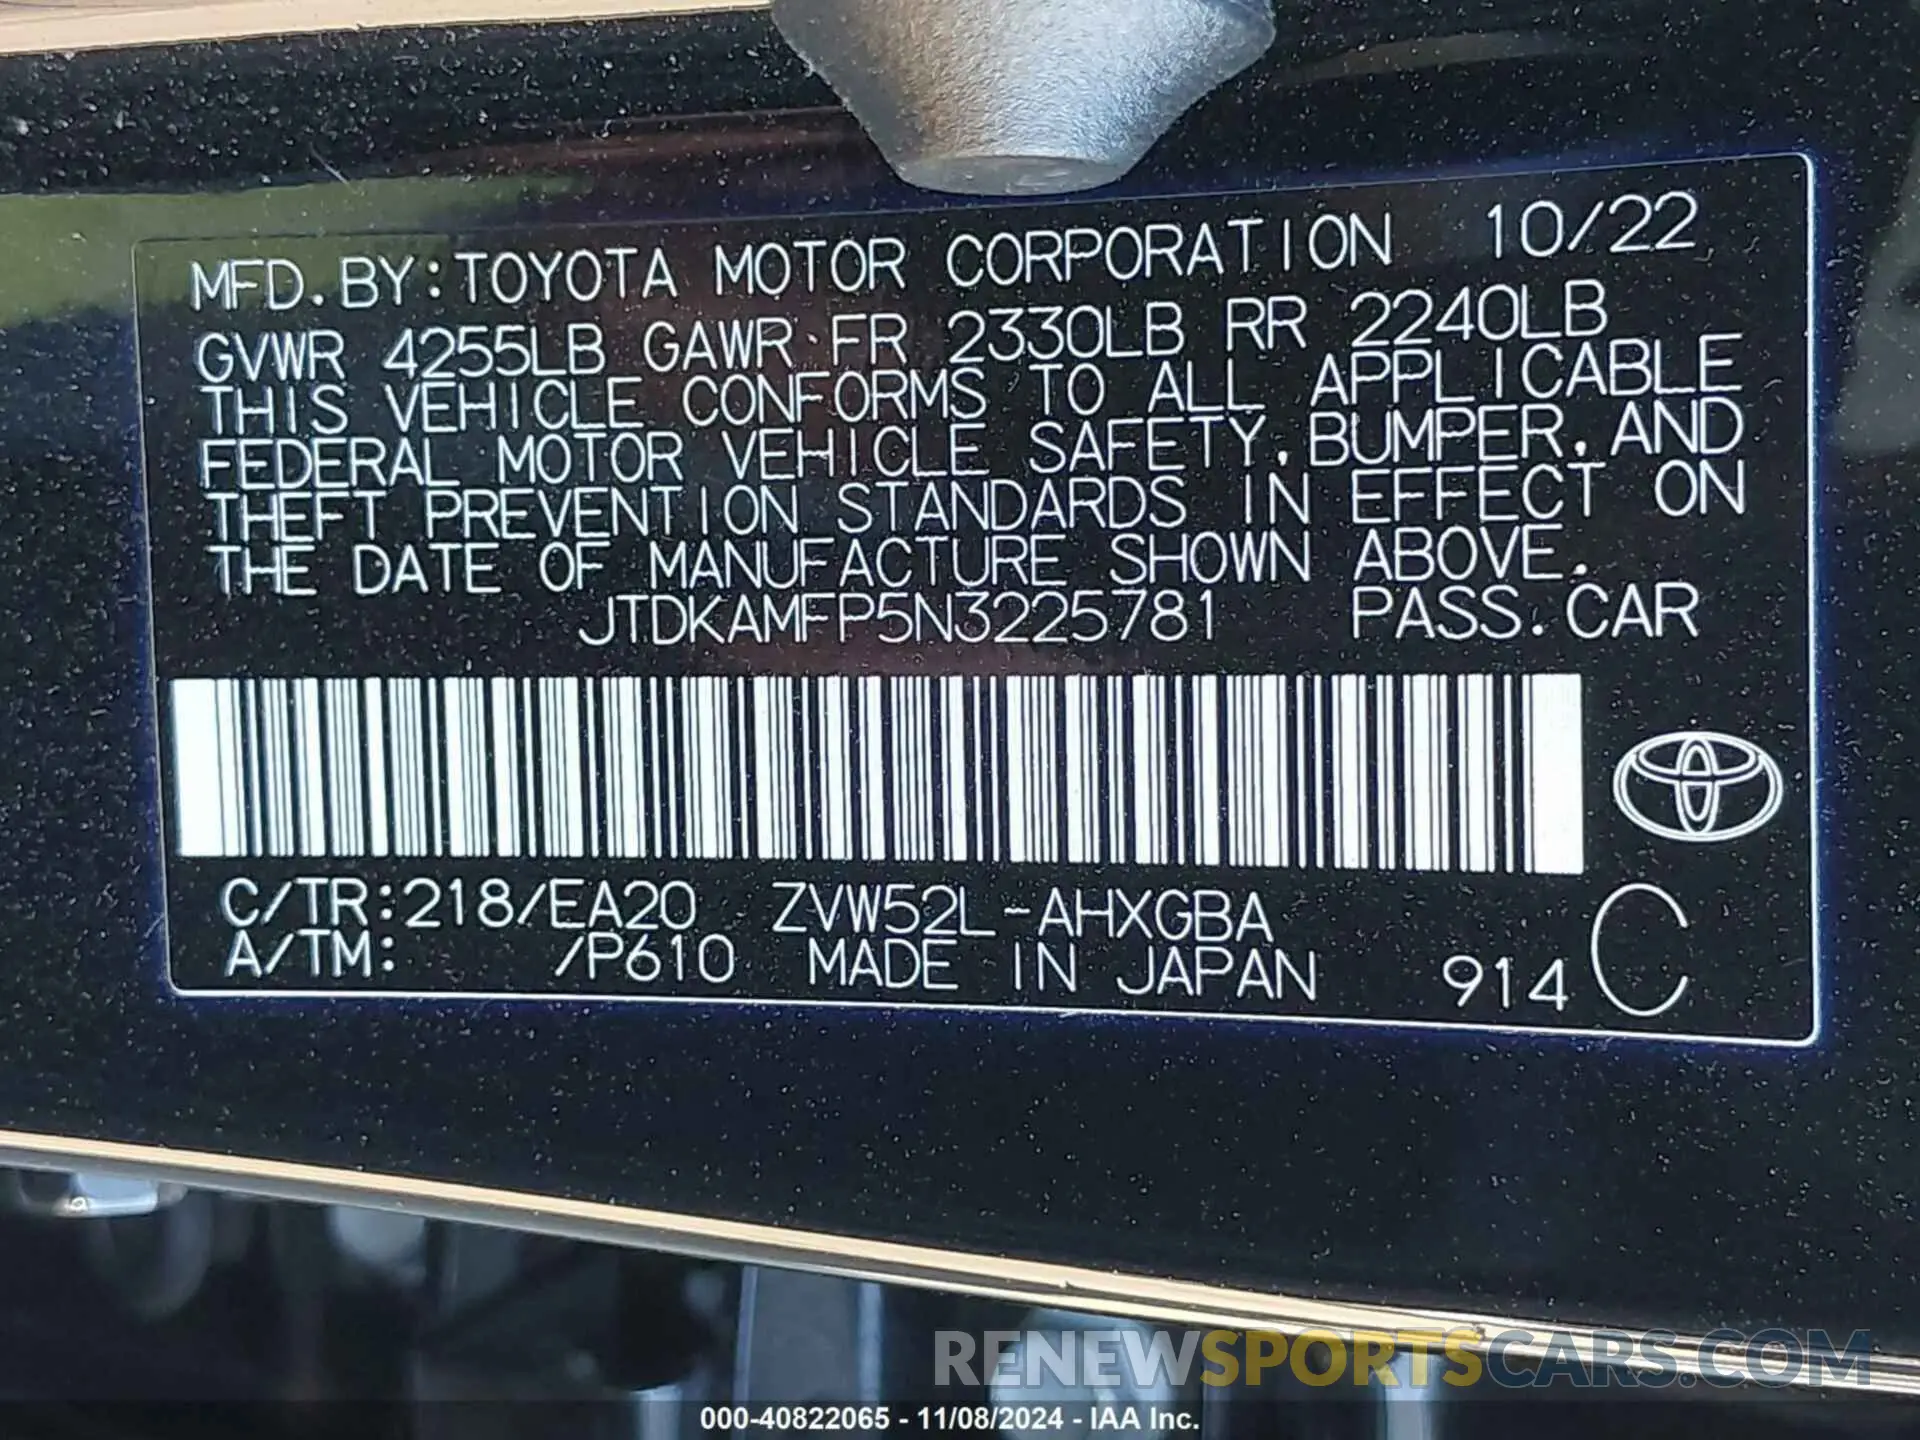 MFD.BY:TOYOTA MOTOR CORPORATION 10/22
GVWR 4255LB GAWR FR 2330LB RR 2240LB
THIS VEHICLE CONFORMS TO ALL APPLICABLE
FEDERAL MOTOR VEHICLE SAFETY,BUMPER,AND
THEFT PREVENTION STANDARDS IN EFFECT ON
THE DATE OF MANUFACTURE SHOWN ABOVE.
JTDKAMFP5N3225781 PASS.CAR
C/TR:218/EA20 ZVW52L-AHXGBA
A/TM: /P610 MADE IN JAPAN 914 C
RENEWSPORTSCARS.COM
000-40822065 - 11/08/2024 - IAA Inc.